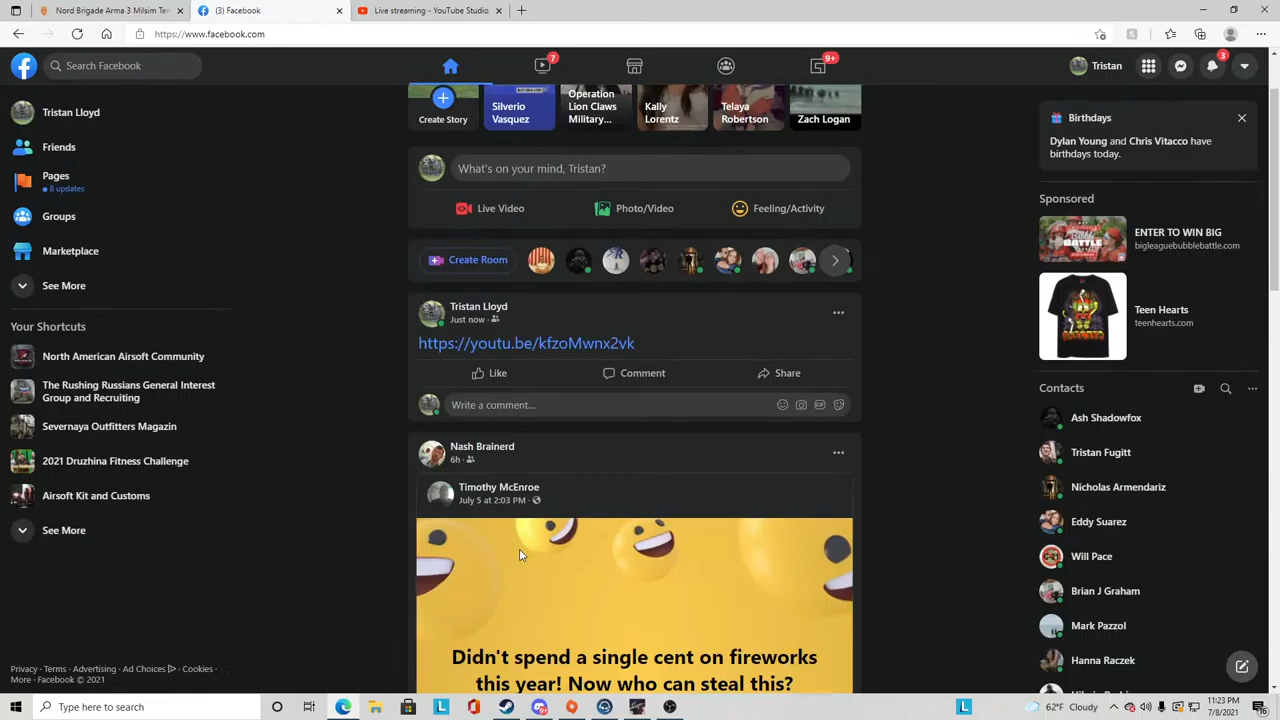 Nord Brigade Arma 3 Milsim Ter
(3) Facebook
Live streaming - YouTube Studio
https://www.facebook.com
Search Facebook
7
9+
Tristan
3
Tristan Lloyd
Friends
Pages
8 updates
Groups
Marketplace
See More
Your Shortcuts
North American Airsoft Community
The Rushing Russians General Interest
Group and Recruiting
Severnaya Outfitters Magazin
2021 Druzhina Fitness Challenge
Airsoft Kit and Customs
See More
Privacy · Terms · Advertising · Ad Choices · Cookies ·
More · Facebook © 2021
Create Story
Silverio
Vasquez
Operation
Lion Claws
Military...
Kally
Lorentz
Telaya
Robertson
Zach Logan
What's on your mind, Tristan?
Live Video
Photo/Video
Feeling/Activity
Create Room
Tristan Lloyd
Just now ·
https://youtu.be/kfzoMwnx2vk
Like
Comment
Share
Write a comment...
GIF
Nash Brainerd
6h ·
Timothy McEnroe
July 5 at 2:03 PM ·
Didn't spend a single cent on fireworks
this year! Now who can steal this?
Birthdays
Dylan Young and Chris Vitacco have
birthdays today.
Sponsored
ENTER TO WIN BIG
bigleaguebubblebattle.com
Teen Hearts
teenhearts.com
Contacts
Ash Shadowfox
Tristan Fugitt
Nicholas Armendariz
Eddy Suarez
Will Pace
Brian J Graham
Mark Pazzol
Hanna Raczek
Type here to search
L
L
62°F Cloudy
11:23 PM
7/8/2021
16